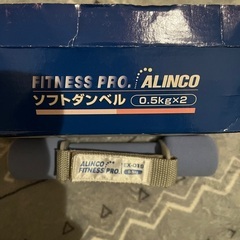 FITNESS PRO. ALINCO
ソフトダンベル 0.5kg×2
ALINCO
FITNESS PRO.